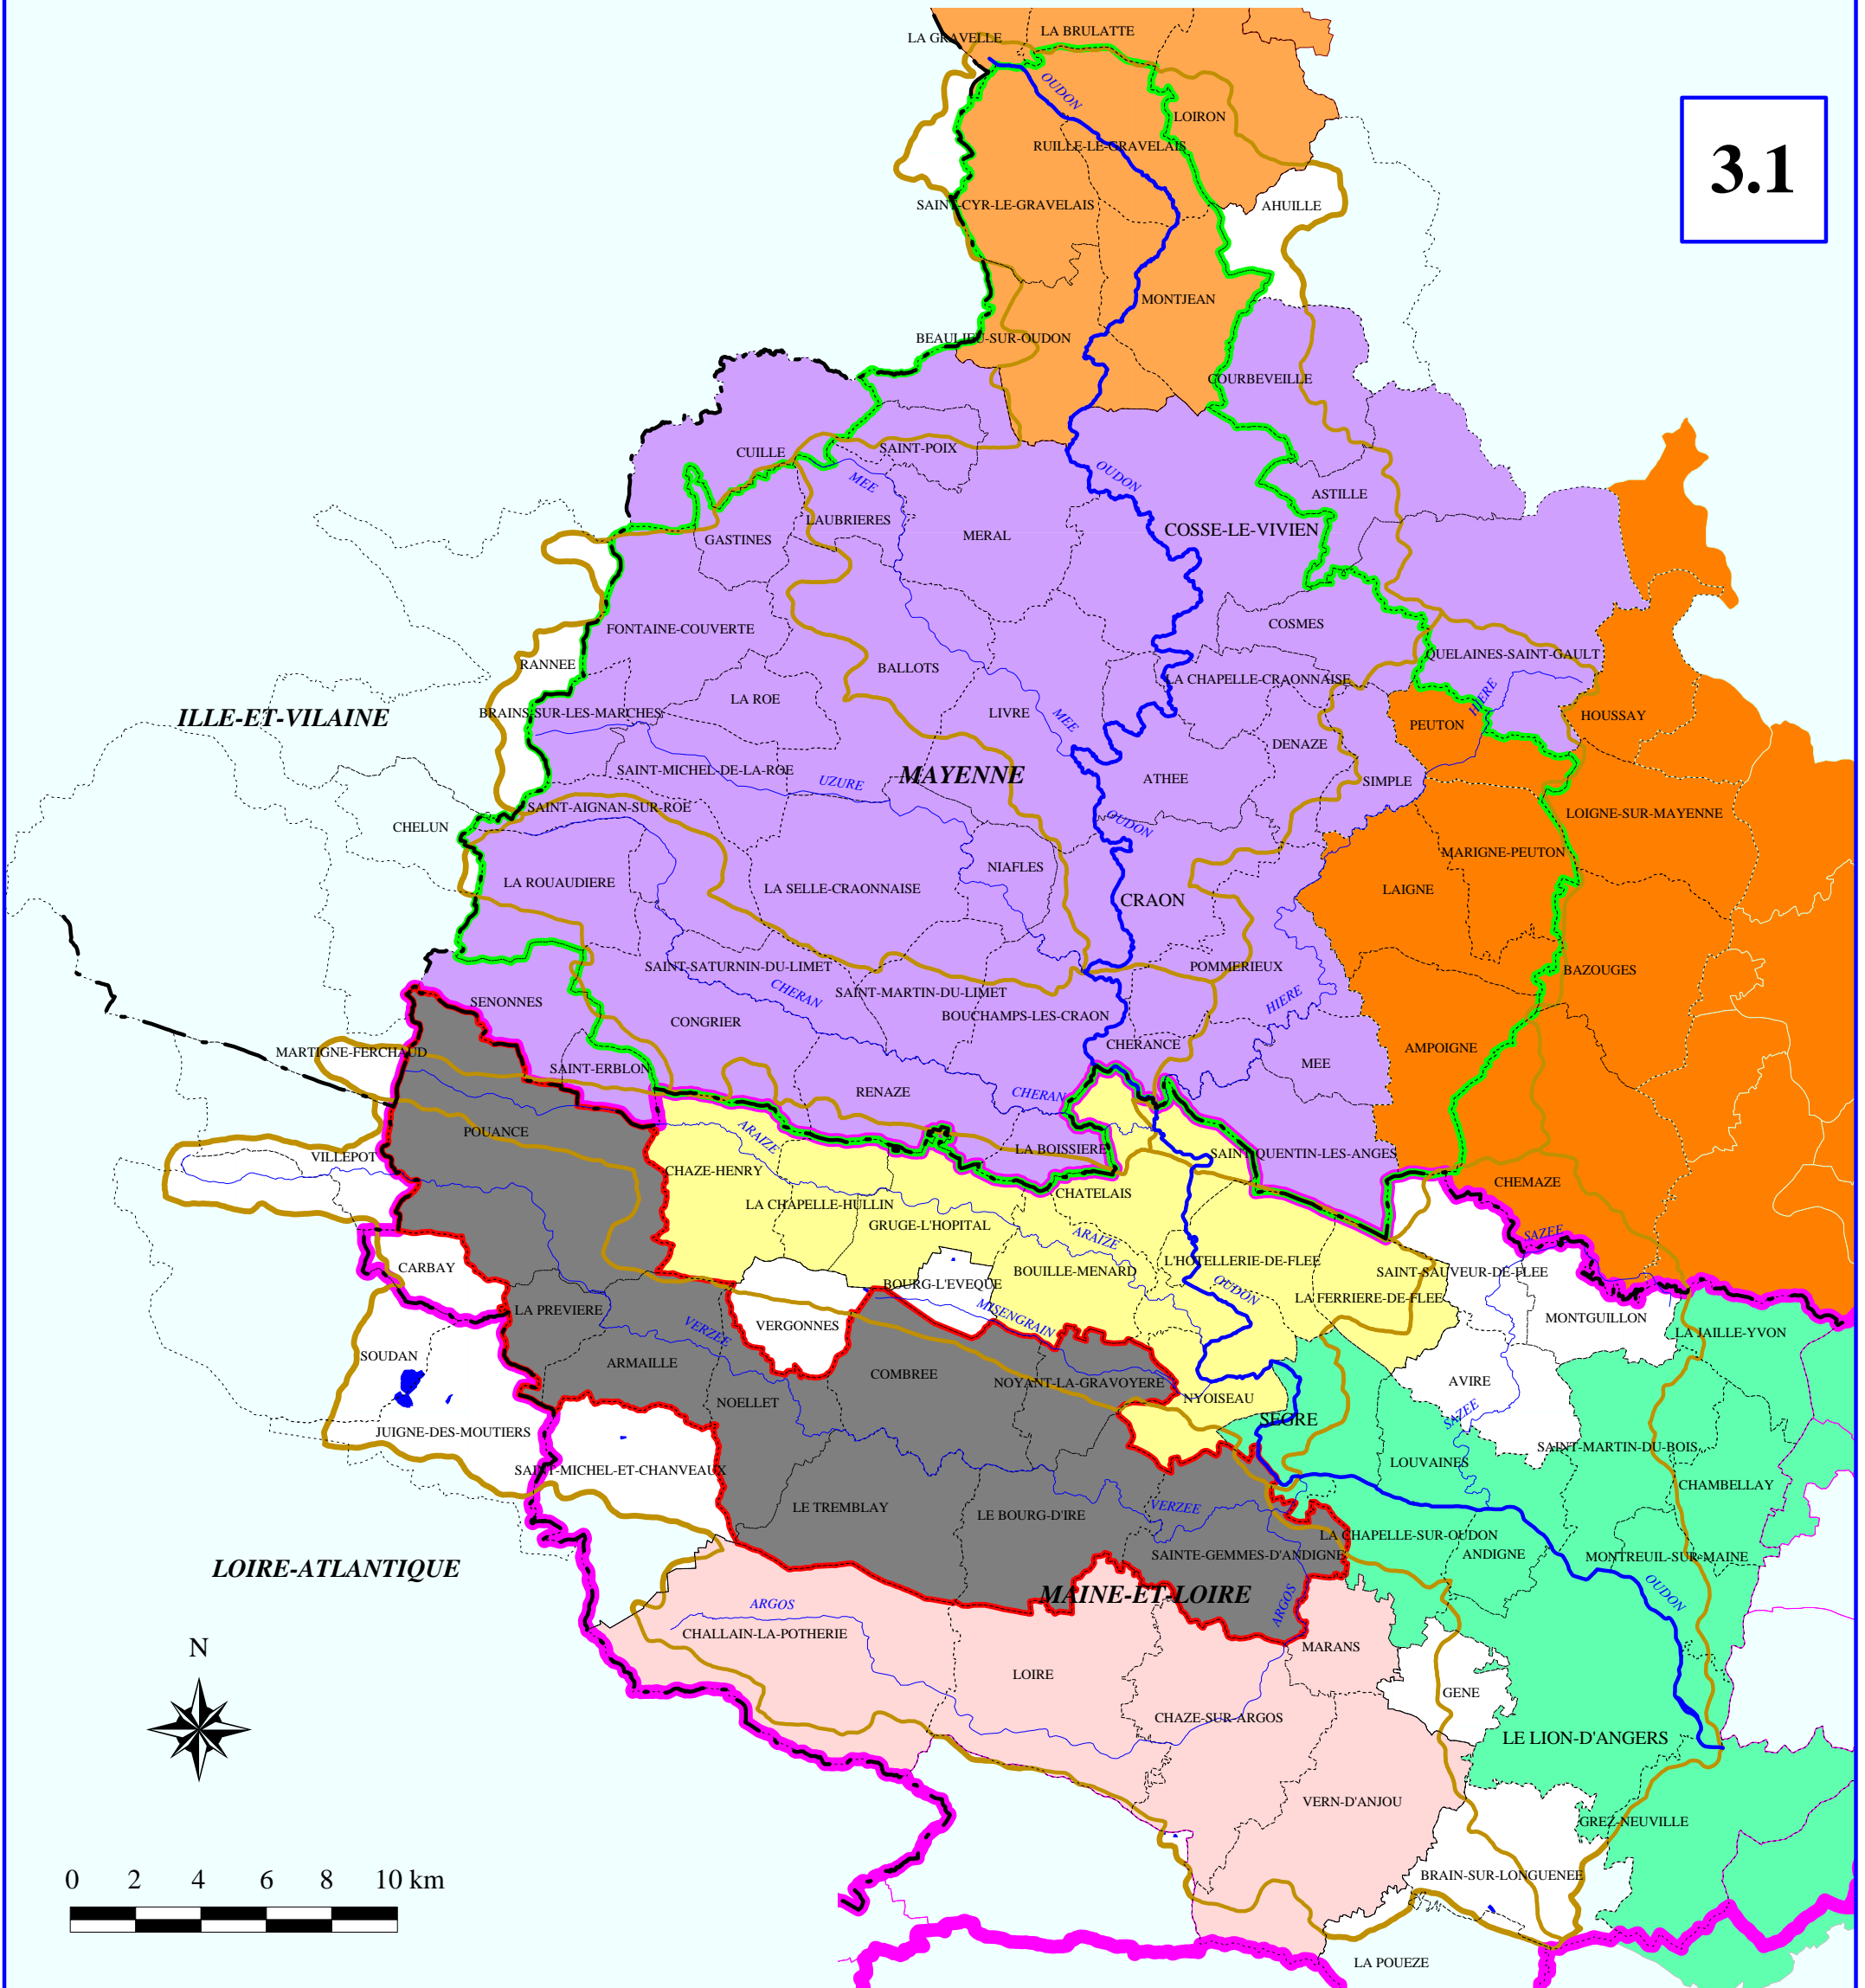 LA GRAVELLE
LA BRULATTE
OUDON
LOIRON
3.1
RUILLE-LE-GRAVELAIS
SAINT-CYR-LE-GRAVELAIS
AHUILLE
MONTJEAN
BEAULIEU-SUR-OUDON
COURBEVEILLE
CUILLE
SAINT-POIX
MEE
OUDON
ASTILLE
LAUBRIERES
COSSE-LE-VIVIEN
GASTINES
MERAL
FONTAINE-COUVERTE
COSMES
RANNEE
BALLOTS
QUELAINES-SAINT-GAULT
LA CHAPELLE-CRAONNAISE
HIERE
LA ROE
ILLE-ET-VILAINE
BRAINS-SUR-LES-MARCHES
LIVRE
MEE
PEUTON
HOUSSAY
DENAZE
SAINT-MICHEL-DE-LA-ROE
UZURE
MAYENNE
ATHEE
SIMPLE
SAINT-AIGNAN-SUR-ROE
LOIGNE-SUR-MAYENNE
CHELUN
OUDON
MARIGNE-PEUTON
NIAFLES
LA ROUAUDIERE
LA SELLE-CRAONNAISE
LAIGNE
CRAON
SAINT-SATURNIN-DU-LIMET
POMMERIEUX
BAZOUGES
CHERAN
SAINT-MARTIN-DU-LIMET
SENONNES
HIERE
CONGRIER
BOUCHAMPS-LES-CRAON
CHERANCE
AMPOIGNE
MARTIGNE-FERCHAUD
SAINT-ERBLON
MEE
RENAZE
CHERAN
POUANCE
ARAIZE
LA BOISSIERE
SAINT-QUENTIN-LES-ANGES
VILLEPOT
CHAZE-HENRY
CHEMAZE
CHATELAIS
LA CHAPELLE-HULLIN
GRUGE-L'HOPITAL
ARAIZE
SAZEE
CARBAY
BOURG-L'EVEQUE
BOUILLE-MENARD
L'HOTELLERIE-DE-FLEE
SAINT-SAUVEUR-DE-FLEE
OUDON
LA FERRIERE-DE-FLEE
LA PREVIERE
MISENGRAIN
MONTGUILLON
VERZEE
VERGONNES
LA JAILLE-YVON
SOUDAN
ARMAILLE
COMBREE
NOYANT-LA-GRAVOYERE
AVIRE
NOELLET
NYOISEAU
SEGRE
SAZEE
JUIGNE-DES-MOUTIERS
SAINT-MARTIN-DU-BOIS
SAINT-MICHEL-ET-CHANVEAUX
LOUVAINES
CHAMBELLAY
LE TREMBLAY
LE BOURG-D'IRE
VERZEE
LA CHAPELLE-SUR-OUDON
LOIRE-ATLANTIQUE
SAINTE-GEMMES-D'ANDIGNE
ANDIGNE
MONTREUIL-SUR-MAINE
MAINE-ET-LOIRE
OUDON
ARGOS
ARGOS
CHALLAIN-LA-POTHERIE
N
MARANS
LOIRE
GENE
CHAZE-SUR-ARGOS
LE LION-D'ANGERS
VERN-D'ANJOU
GREZ-NEUVILLE
0 2 4 6 8 10 km
BRAIN-SUR-LONGUENEE
LA POUEZE